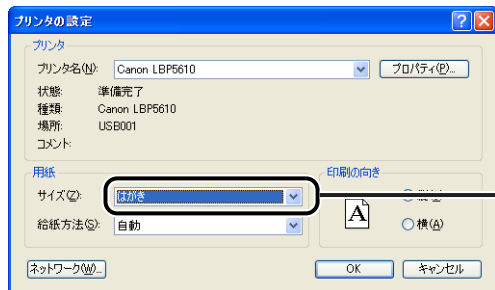 プリンタの設定
プリンタ
プリンタ名(N): Canon LBP5610 プロパティ(P)...
状態: 準備完了
種類: Canon LBP5610
場所: USB001
コメント:
用紙
サイズ(Z): はがき
給紙方法(S): 自動
印刷の向き
A
横(A)
ネットワーク(W)... OK キャンセル